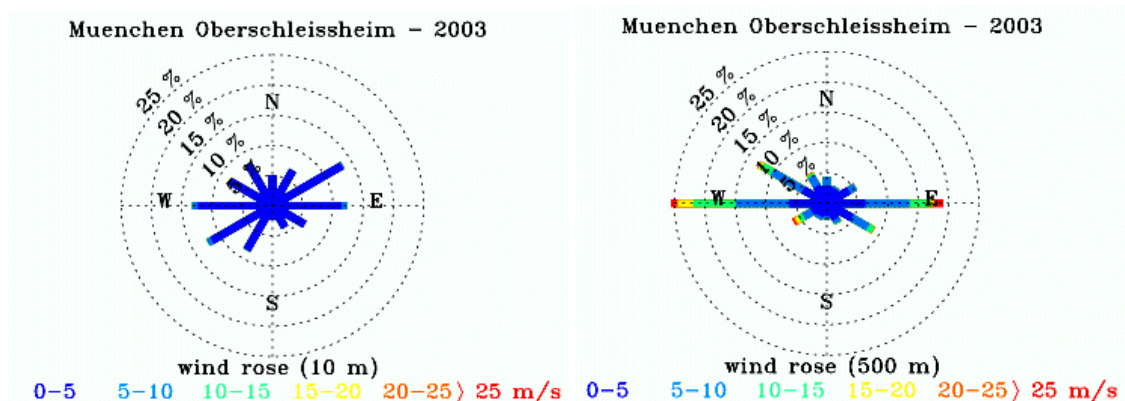 Muenchen Oberschleissheim - 2003
25 %
20 %
15 %
10 %
5 %
N
W
E
S
wind rose (10 m)
0-5 5-10 10-15 15-20 20-25> 25 m/s
Muenchen Oberschleissheim - 2003
25 %
20 %
15 %
10 %
5 %
N
W
E
S
wind rose (500 m)
0-5 5-10 10-15 15-20 20-25> 25 m/s